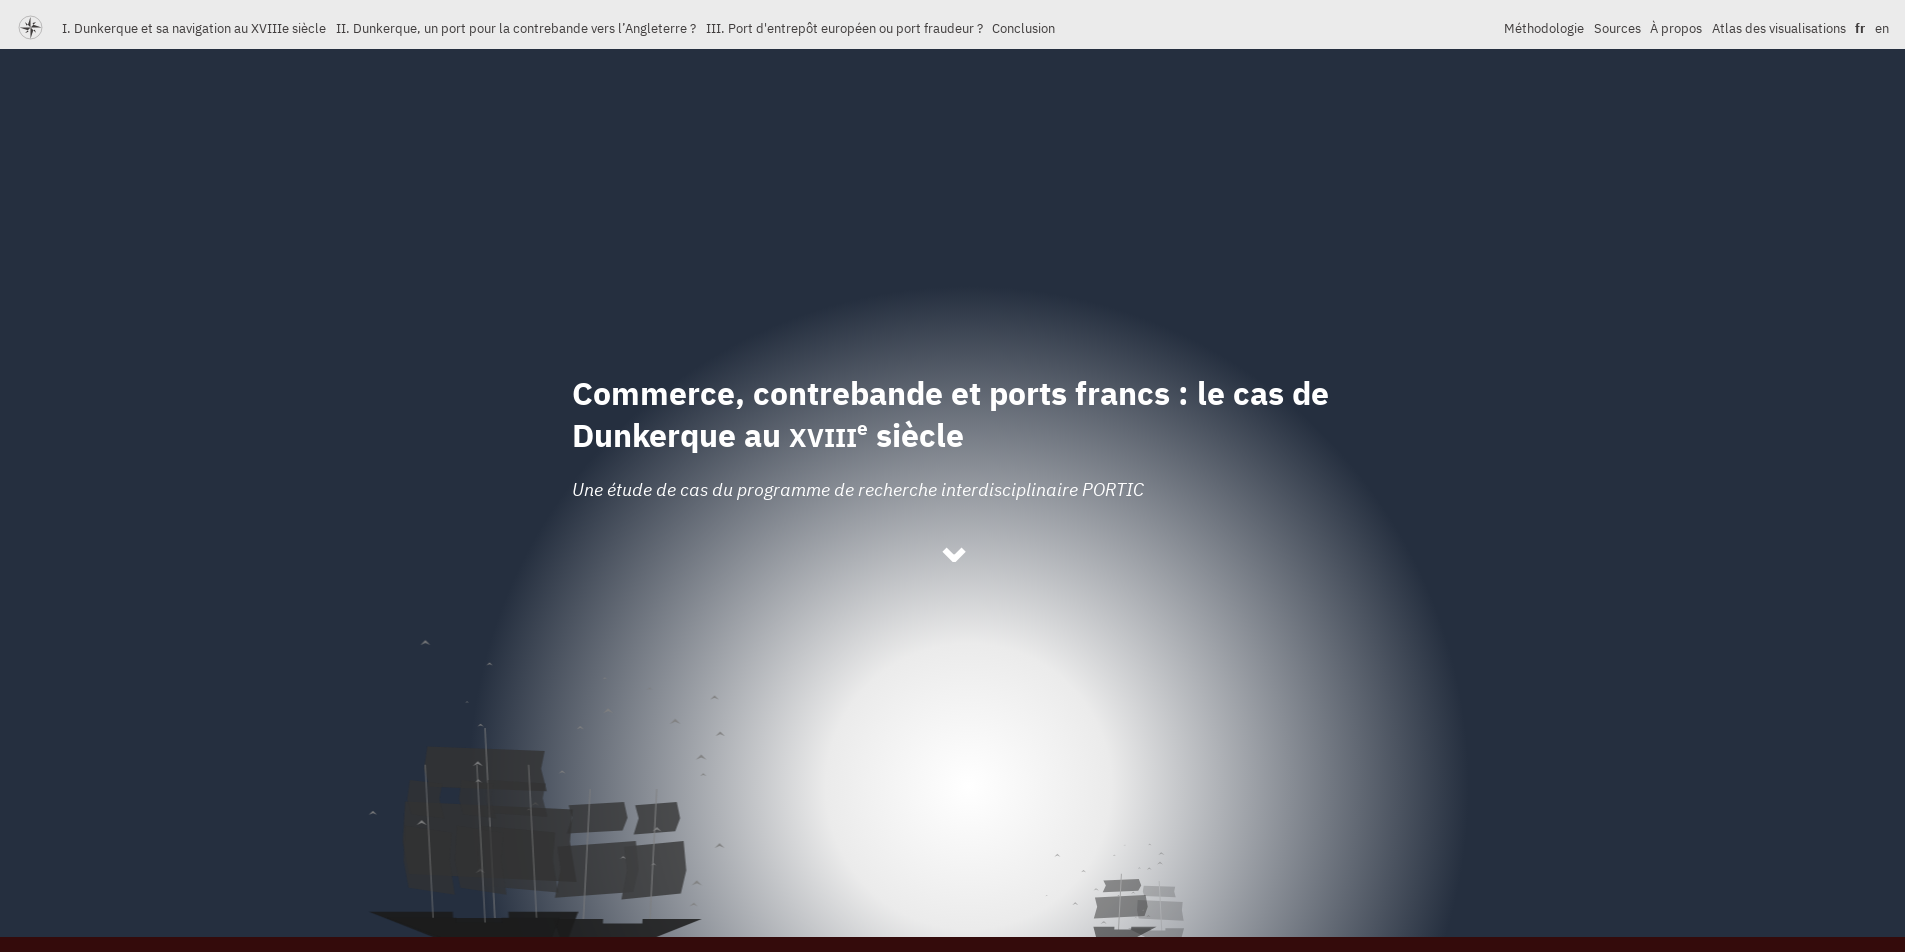 I. Dunkerque et sa navigation au XVIIIe siècle II. Dunkerque, un port pour la contrebande vers l’Angleterre ? III. Port d'entrepôt européen ou port fraudeur ? Conclusion Méthodologie Sources À propos Atlas des visualisations fr en
Commerce, contrebande et ports francs : le cas de
Dunkerque au XVIIIe siècle
Une étude de cas du programme de recherche interdisciplinaire PORTIC